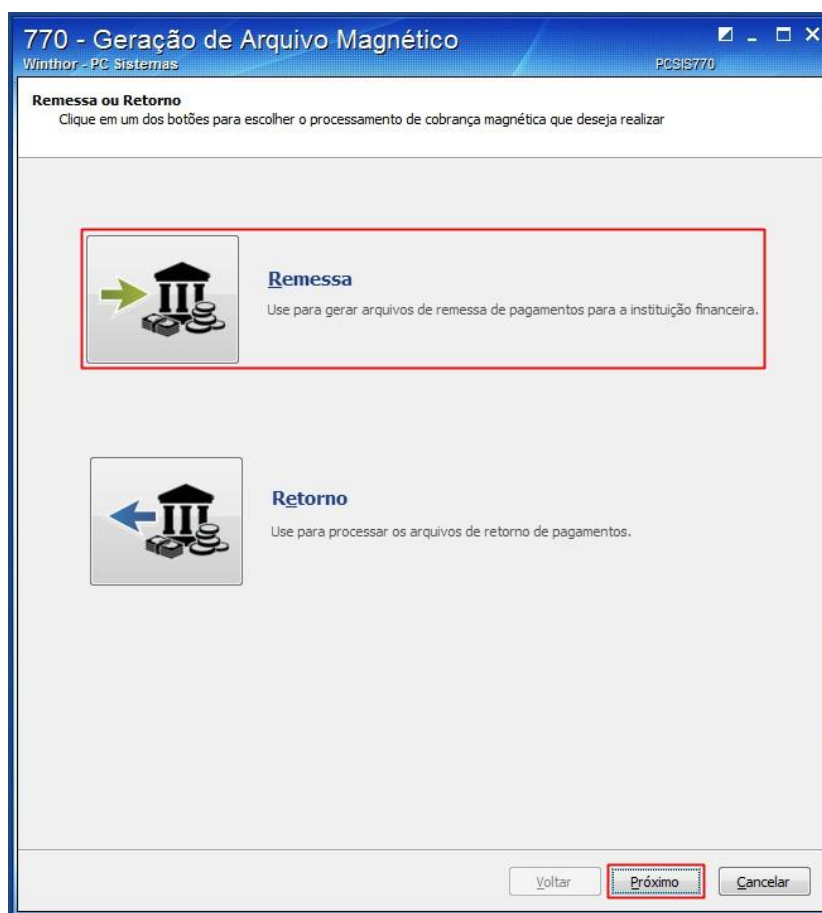 770 - Geração de Arquivo Magnético
Winthor - PC Sistemas
PCSIS770
Remessa ou Retorno
Clique em um dos botões para escolher o processamento de cobrança magnética que deseja realizar
Remessa
Use para gerar arquivos de remessa de pagamentos para a instituição financeira.
Retorno
Use para processar os arquivos de retorno de pagamentos.
Voltar
Próximo
Cancelar